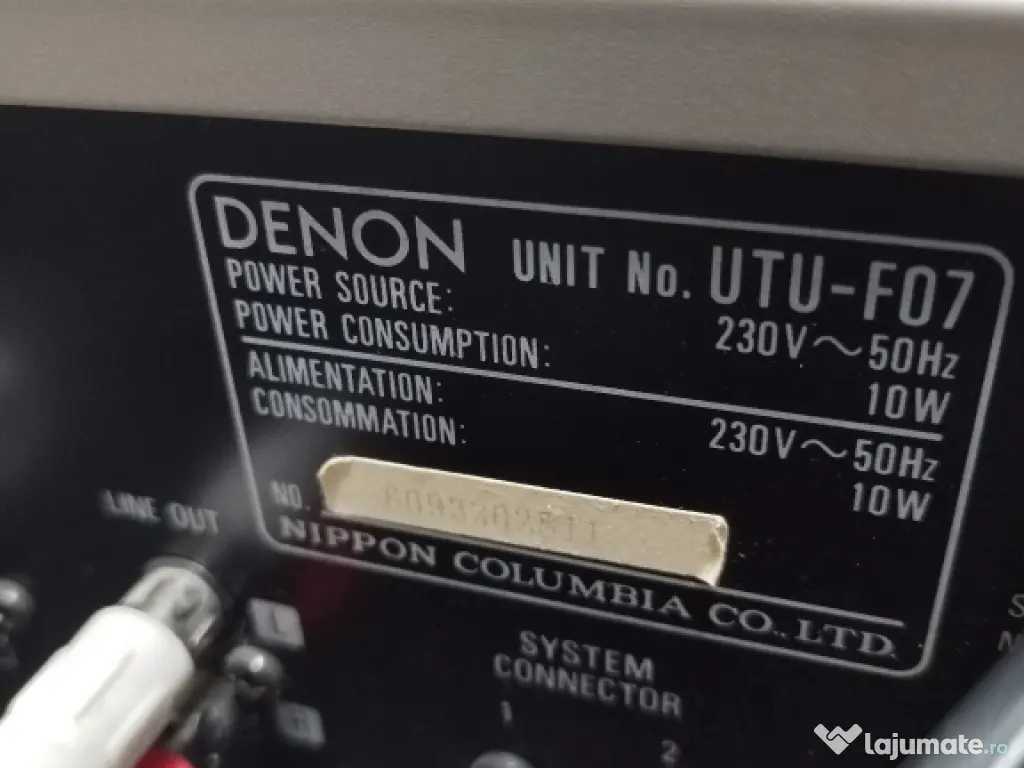 DENON UNIT No. UTU-F07
POWER SOURCE: 230V~50Hz
POWER CONSUMPTION: 10W
ALIMENTATION: 230V~50Hz
CONSOMMATION: 10W
NO.
NIPPON COLUMBIA CO., LTD.
LINE OUT
L
R
SYSTEM
CONNECTOR
1
2
lajumate.ro